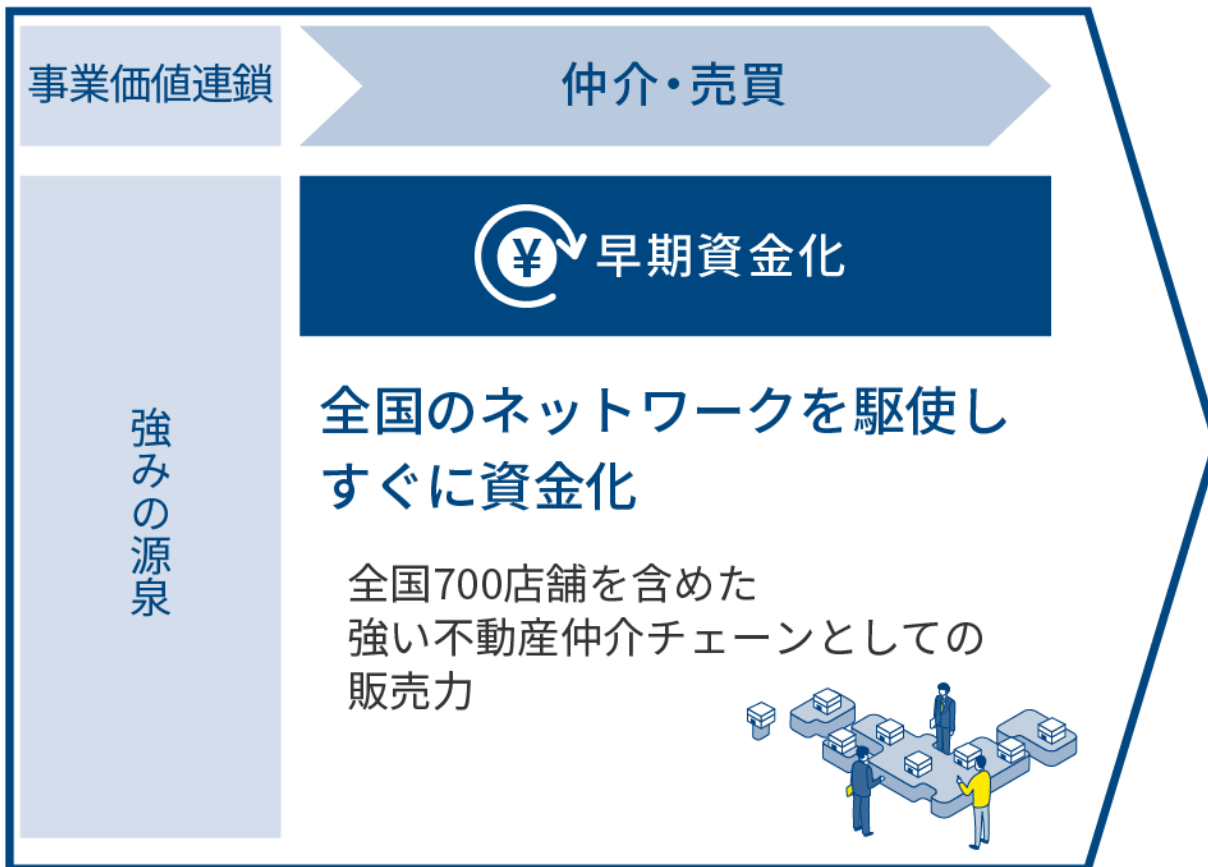 事業価値連鎖
仲介・売買
¥
早期資金化
強みの源泉
全国のネットワークを駆使し
すぐに資金化
全国700店舗を含めた
強い不動産仲介チェーンとしての
販売力